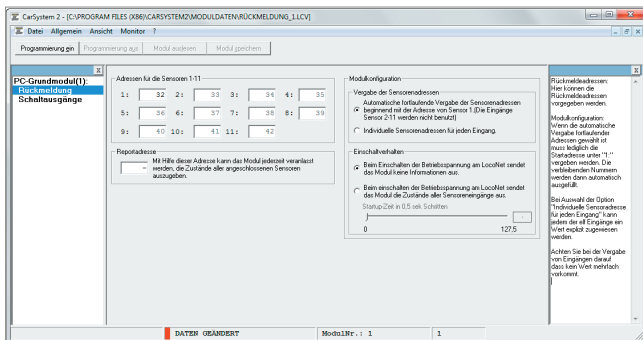 CarSystem 2 - [C:\PROGRAM FILES (X86)\CARSYSTEM2\MODULDATEN\RÜCKMELDUNG_1.LCV]
Datei Allgemein Ansicht Monitor ?
Programmierung ein Programmierung aus Modul auslesen Modul speichern
PC-Grundmodul(1):
Rückmeldung
Schaltausgänge
Adressen für die Sensoren 1-11
1: 32 2: 33 3: 34 4: 35
5: 36 6: 37 7: 38 8: 39
9: 40 10: 41 11: 42
Reportadresse
-- Mit Hilfe dieser Adresse kann das Modul jederzeit veranlasst
werden, die Zustände aller angeschlossenen Sensoren
auszugeben.
Modulkonfiguration
Vergabe der Sensorenadressen
Automatische fortlaufende Vergabe der Sensorenadressen
beginnend mit der Adresse von Sensor 1.(Die Eingänge
Sensor 2-11 werden nicht benutzt)
Individuelle Sensorenadressen für jeden Eingang.
Einschaltverhalten
Beim Einschalten der Betriebsspannung am LocoNet sendet
das Modul keine Informationen aus.
Beim einschalten der Betriebsspannung am LocoNet sendet
das Modul die Zustände aller Sensoreneingänge aus.
Startup-Zeit in 0,5 sek. Schritten
0 127,5
Rückmeldeadressen:
Hier können die
Rückmeldeadressen
vorgegeben werden.
Modulkonfiguration:
Wenn die automatische
Vergabe fortlaufender
Adressen gewählt ist
muss lediglich die
Startadresse unter "1:"
vergeben werden. Die
verbleibenden Nummern
werden dann automatisch
ausgefüllt.
Bei Auswahl der Option
"Individuelle Sensoradresse
für jeden Eingang" kann
jedem der elf Eingänge ein
Wert explizit zugewiesen
werden.
Achten Sie bei der Vergabe
von Eingängen darauf
dass kein Wert mehrfach
vorkommt.
DATEN GEÄNDERT ModulNr.: 1 1